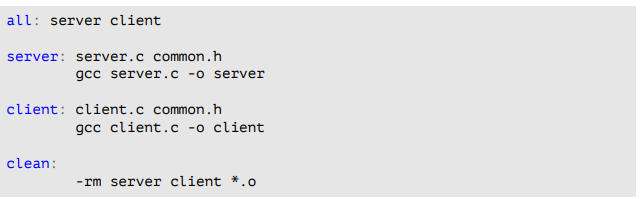 all: server client
server: server.c common.h
gcc server.c -o server
client: client.c common.h
gcc client.c -o client
clean:
-rm server client *.o